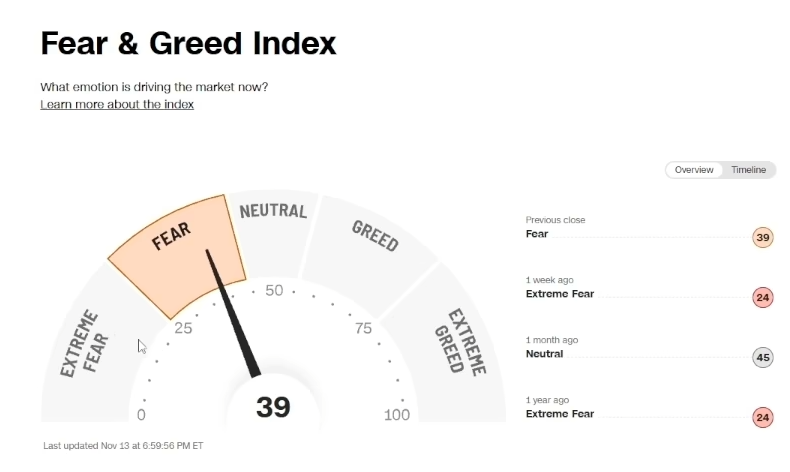 Fear & Greed Index
What emotion is driving the market now?
Learn more about the index
Overview
Timeline
EXTREME
FEAR
FEAR
NEUTRAL
GREED
EXTREME
GREED
0
25
50
75
100
39
Previous close
Fear
39
1 week ago
Extreme Fear
24
1 month ago
Neutral
45
1 year ago
Extreme Fear
24
Last updated Nov 13 at 6:59:56 PM ET